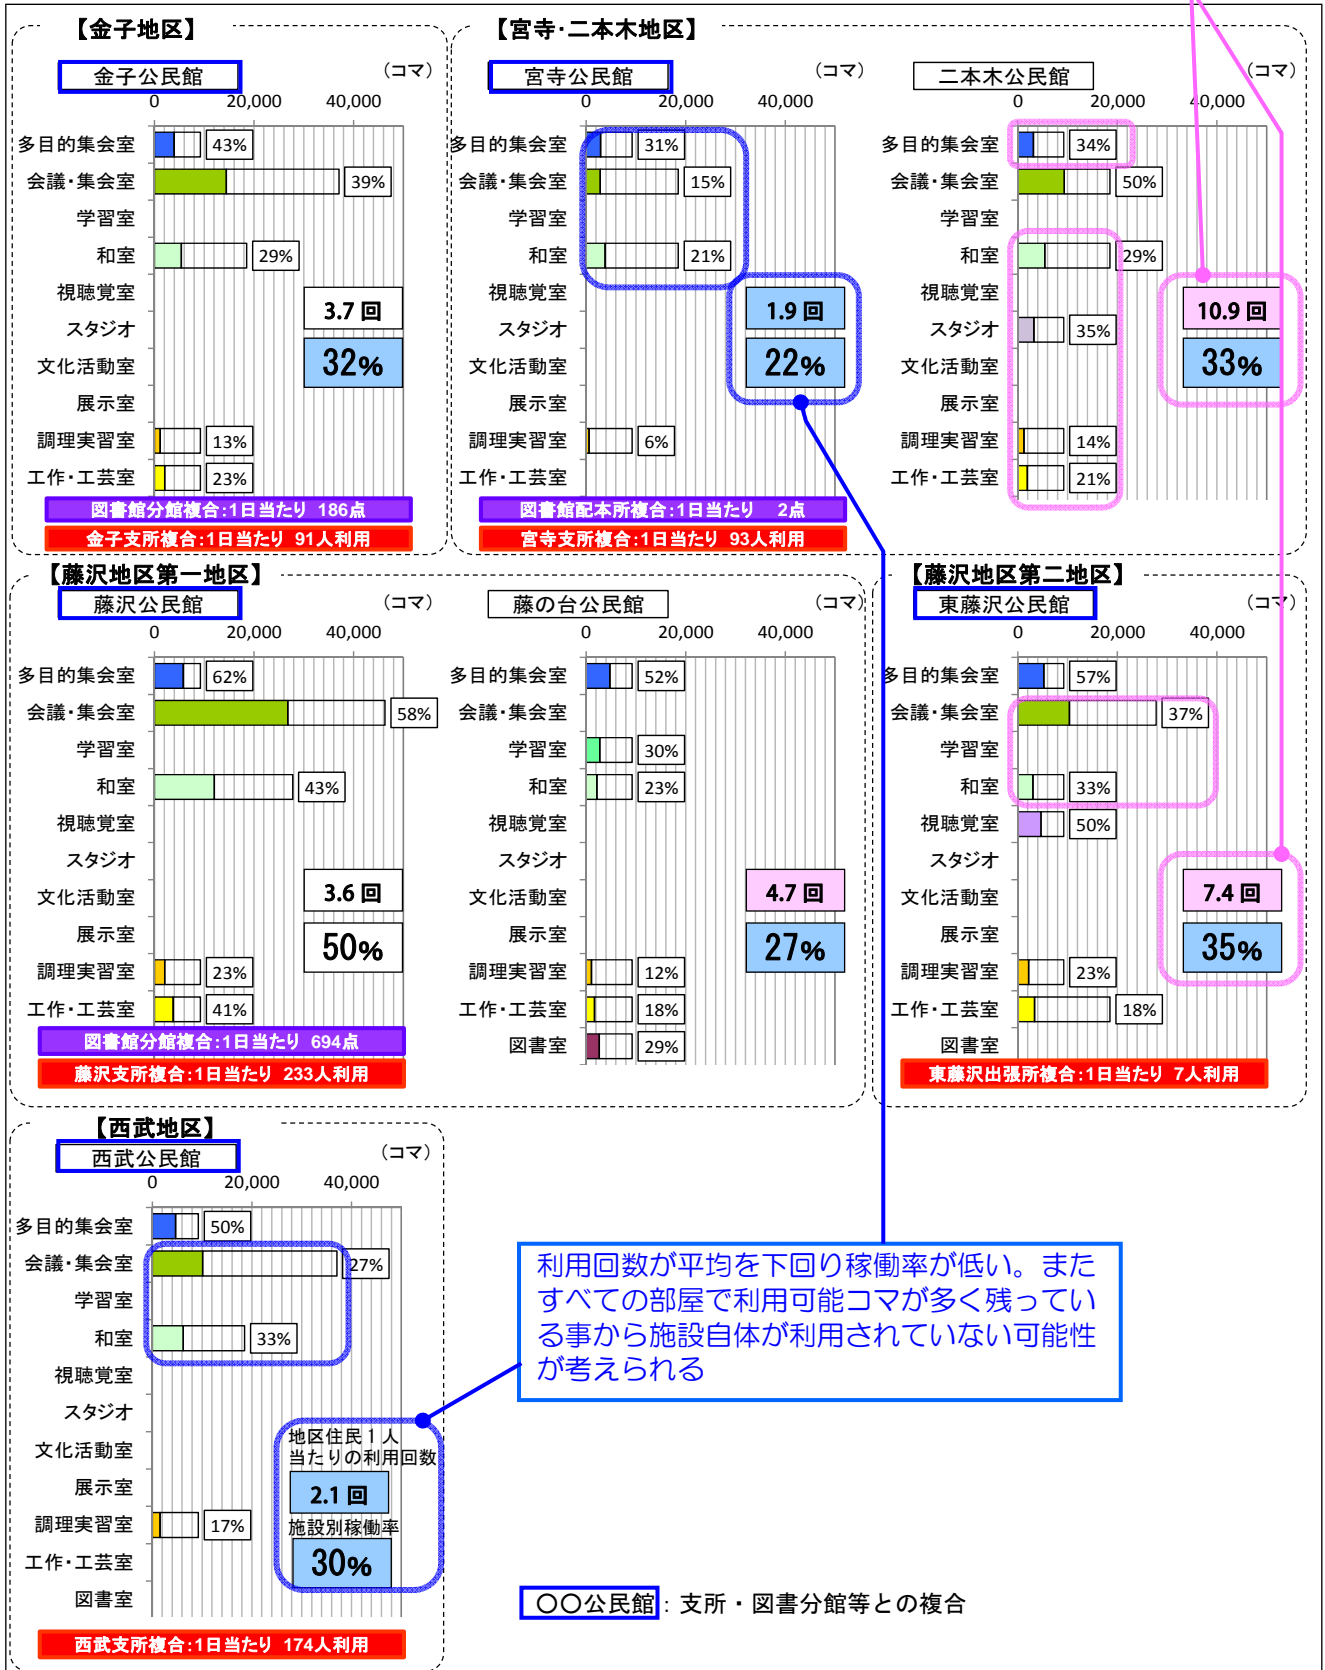 【金子地区】
金子公民館
(コマ)
0 20,000 40,000
多目的集会室 43%
会議・集会室 39%
学習室
和室 29%
視聴覚室
3.7 回
スタジオ
文化活動室
32%
展示室
調理実習室 13%
工作・工芸室 23%
図書館分館複合:1日当たり 186点
金子支所複合:1日当たり 91人利用
【宮寺・二本木地区】
宮寺公民館
(コマ)
0 20,000 40,000
多目的集会室 31%
会議・集会室 15%
学習室
和室 21%
視聴覚室
1.9 回
スタジオ
文化活動室
22%
展示室
調理実習室 6%
工作・工芸室
図書館配本所複合:1日当たり 2点
宮寺支所複合:1日当たり 93人利用
二本木公民館
(コマ)
0 20,000 40,000
多目的集会室 34%
会議・集会室 50%
学習室
和室 29%
視聴覚室
10.9 回
スタジオ 35%
文化活動室
33%
展示室
調理実習室 14%
工作・工芸室 21%
【藤沢地区第一地区】
藤沢公民館
(コマ)
0 20,000 40,000
多目的集会室 62%
会議・集会室 58%
学習室
和室 43%
視聴覚室
スタジオ
文化活動室
3.6 回
展示室
50%
調理実習室 23%
工作・工芸室 41%
図書館分館複合:1日当たり 694点
藤沢支所複合:1日当たり 233人利用
藤の台公民館
(コマ)
0 20,000 40,000
多目的集会室 52%
会議・集会室
学習室 30%
和室 23%
視聴覚室
スタジオ
文化活動室
4.7 回
展示室
27%
調理実習室 12%
工作・工芸室 18%
図書室 29%
【藤沢地区第二地区】
東藤沢公民館
(コマ)
0 20,000 40,000
多目的集会室 57%
会議・集会室 37%
学習室
和室 33%
視聴覚室 50%
スタジオ
文化活動室
7.4 回
展示室
35%
調理実習室 23%
工作・工芸室 18%
図書室
東藤沢出張所複合:1日当たり 7人利用
【西武地区】
西武公民館
(コマ)
0 20,000 40,000
多目的集会室 50%
会議・集会室 27%
学習室
和室 33%
視聴覚室
スタジオ
文化活動室
展示室
調理実習室 17%
工作・工芸室
図書室
地区住民1人
当たりの利用回数
2.1 回
施設別稼働率
30%
西武支所複合:1日当たり 174人利用
利用回数が平均を下回り稼働率が低い。また
すべての部屋で利用可能コマが多く残ってい
る事から施設自体が利用されていない可能性
が考えられる
〇〇公民館: 支所・図書分館等との複合